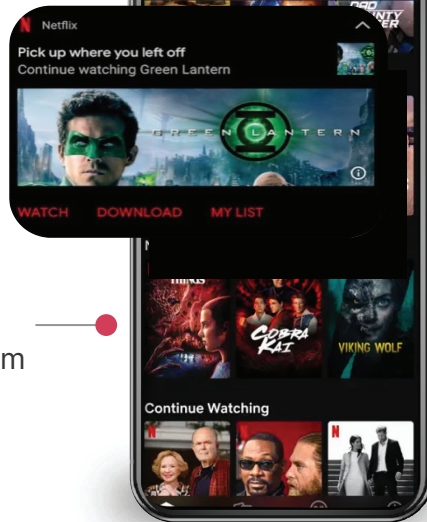 Netflix
Pick up where you left off
Continue watching Green Lantern
GREEN LANTERN
WATCH DOWNLOAD MY LIST
THINGS
COBRA
KAI
VIKING WOLF
m
Continue Watching